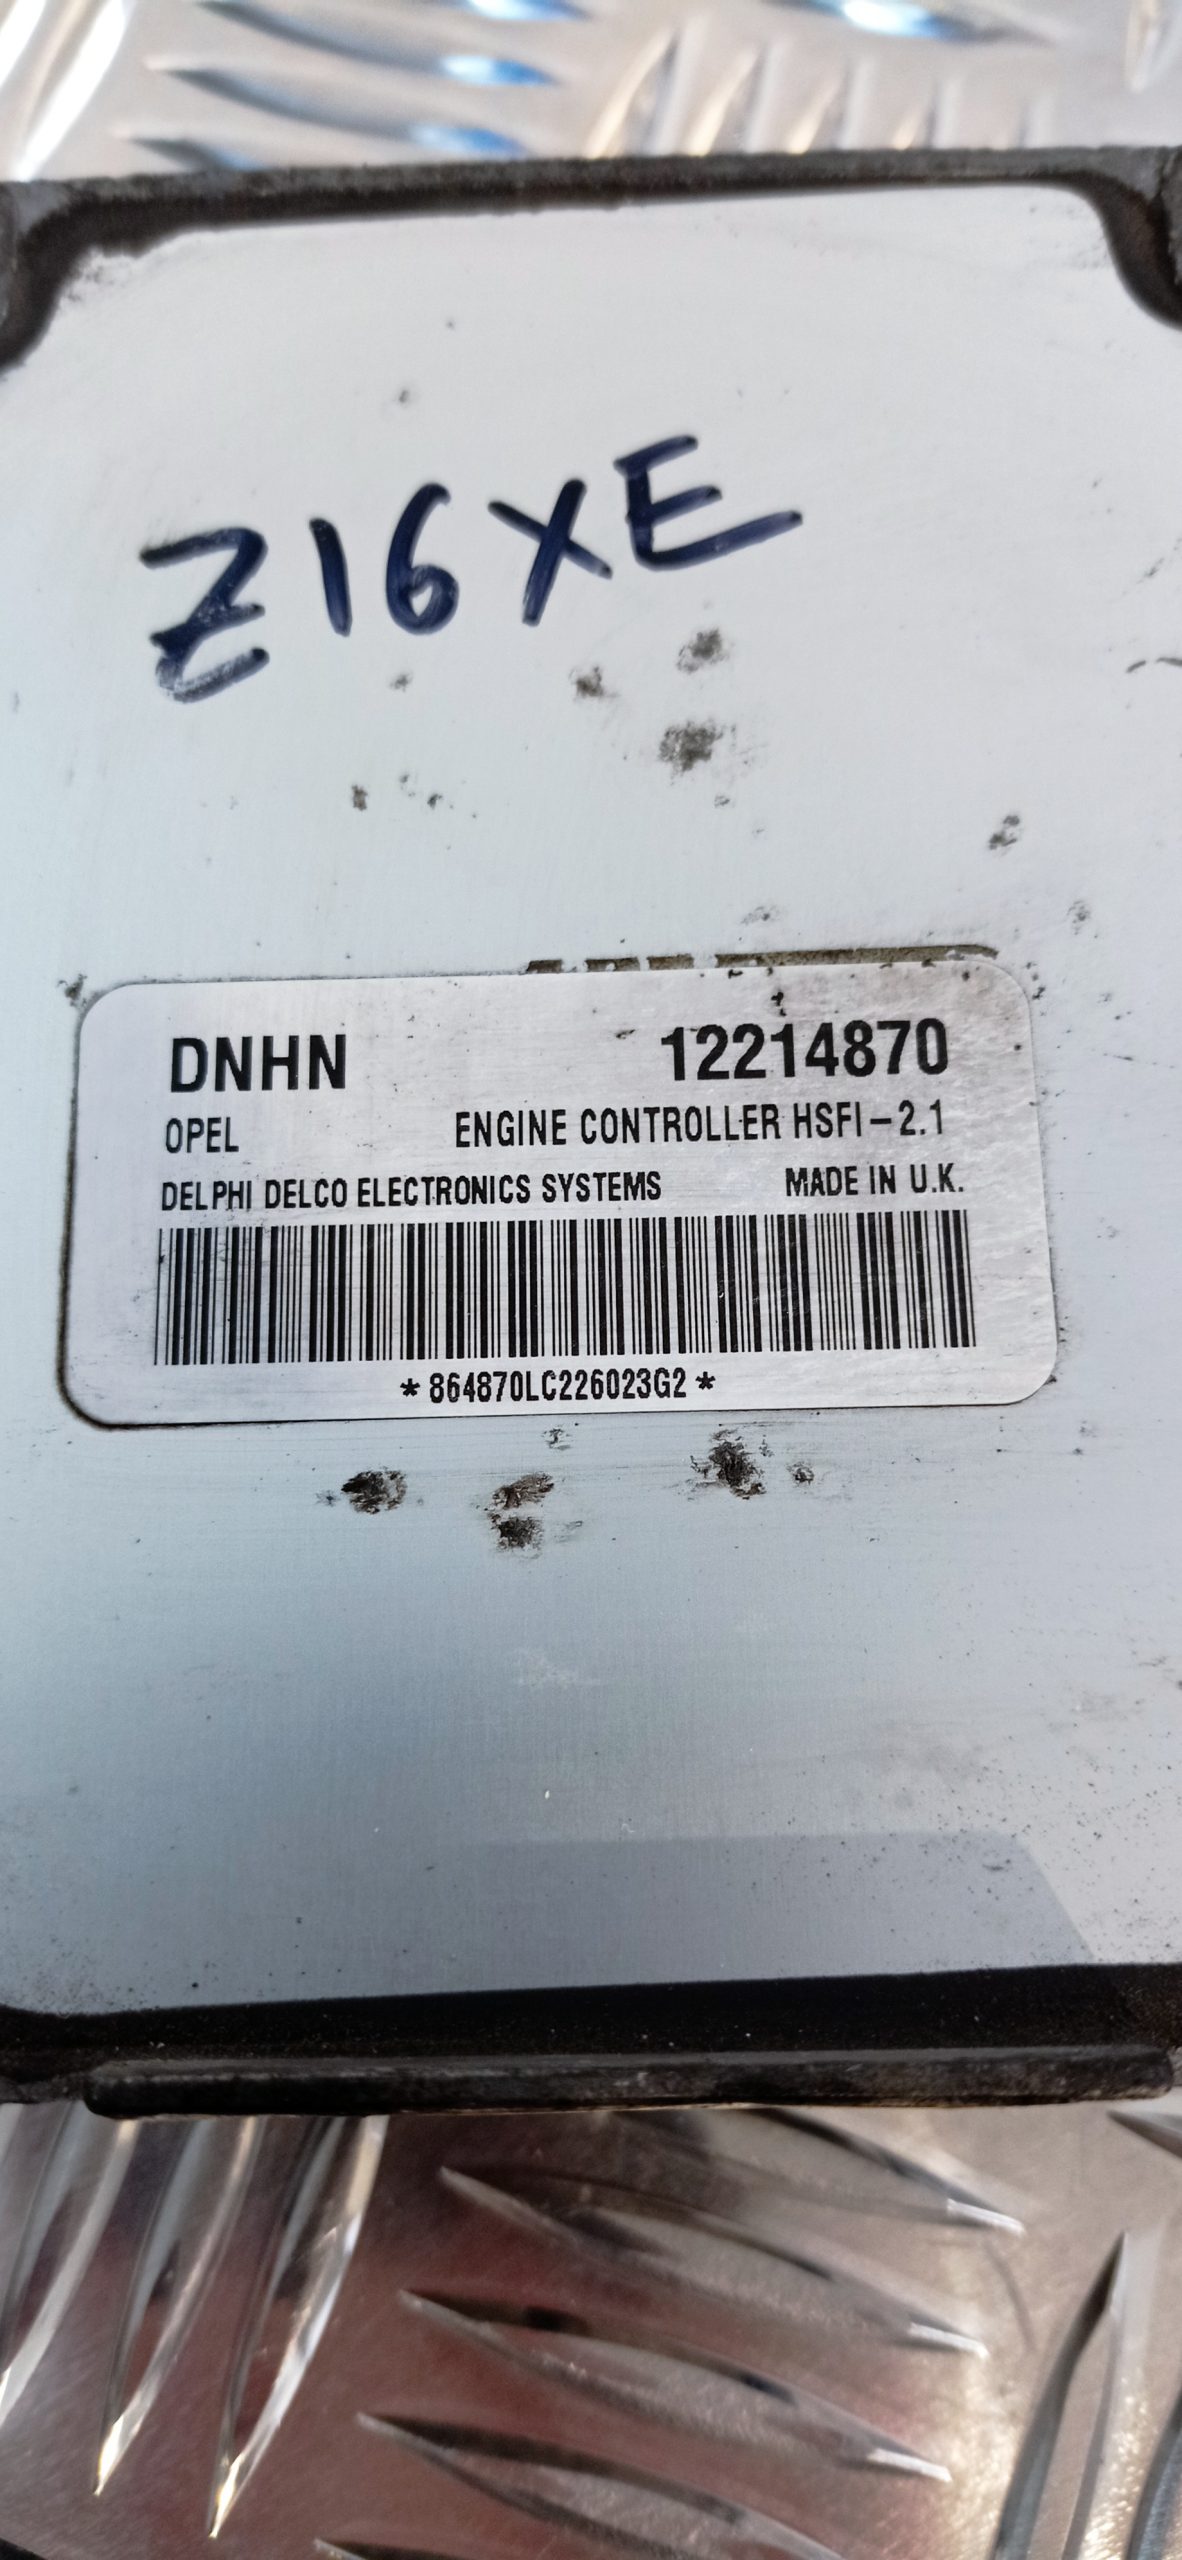 Z16XE
DNHN 12214870
OPEL ENGINE CONTROLLER HSFI-2.1
DELPHI DELCO ELECTRONICS SYSTEMS MADE IN U.K.
*864870LC226023G2*